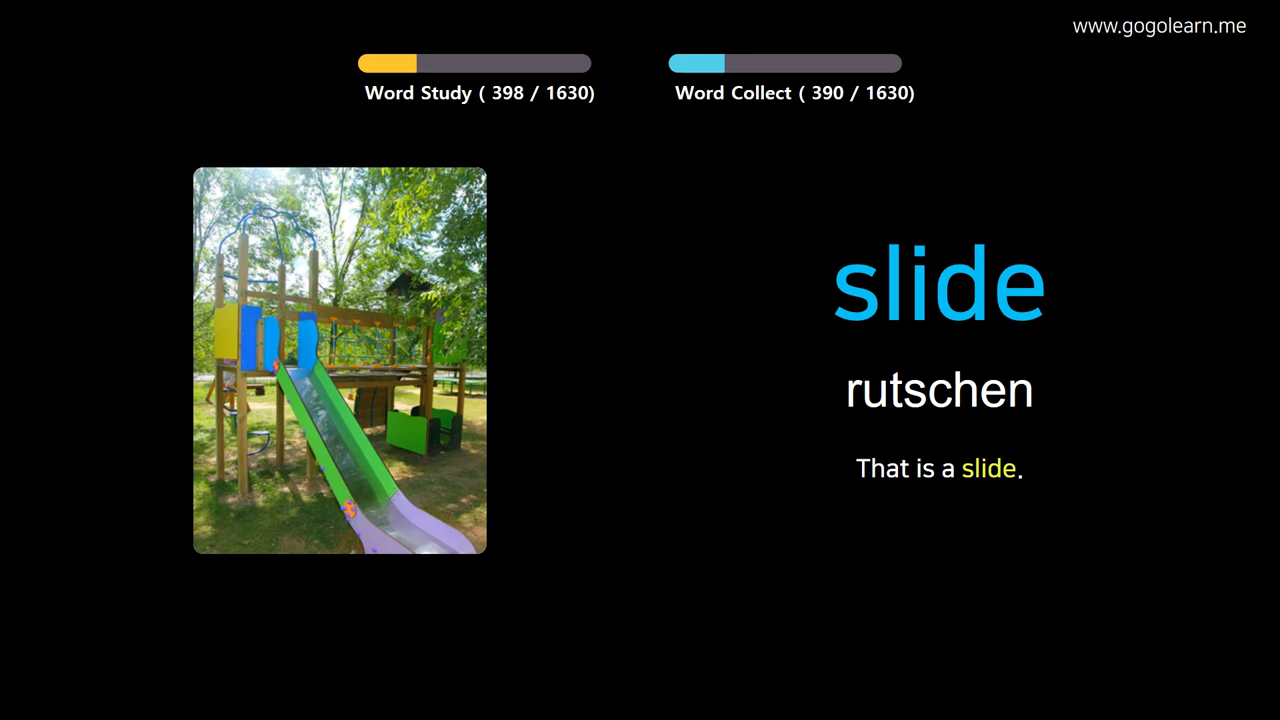 www.gogolearn.me
Word Study ( 398 / 1630)
Word Collect ( 390 / 1630)
slide
rutschen
That is a slide.